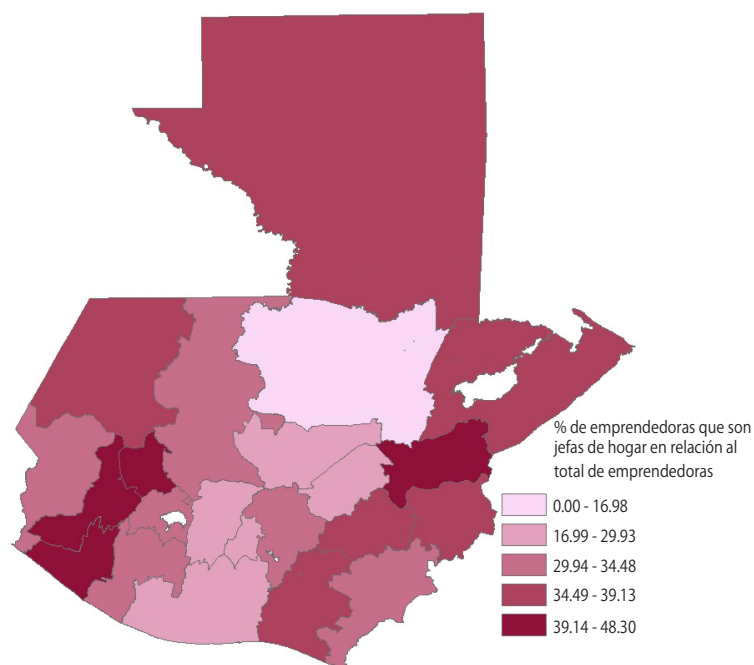 % de emprendedoras que son
jefas de hogar en relación al
total de emprendedoras
0.00 - 16.98
16.99 - 29.93
29.94 - 34.48
34.49 - 39.13
39.14 - 48.30